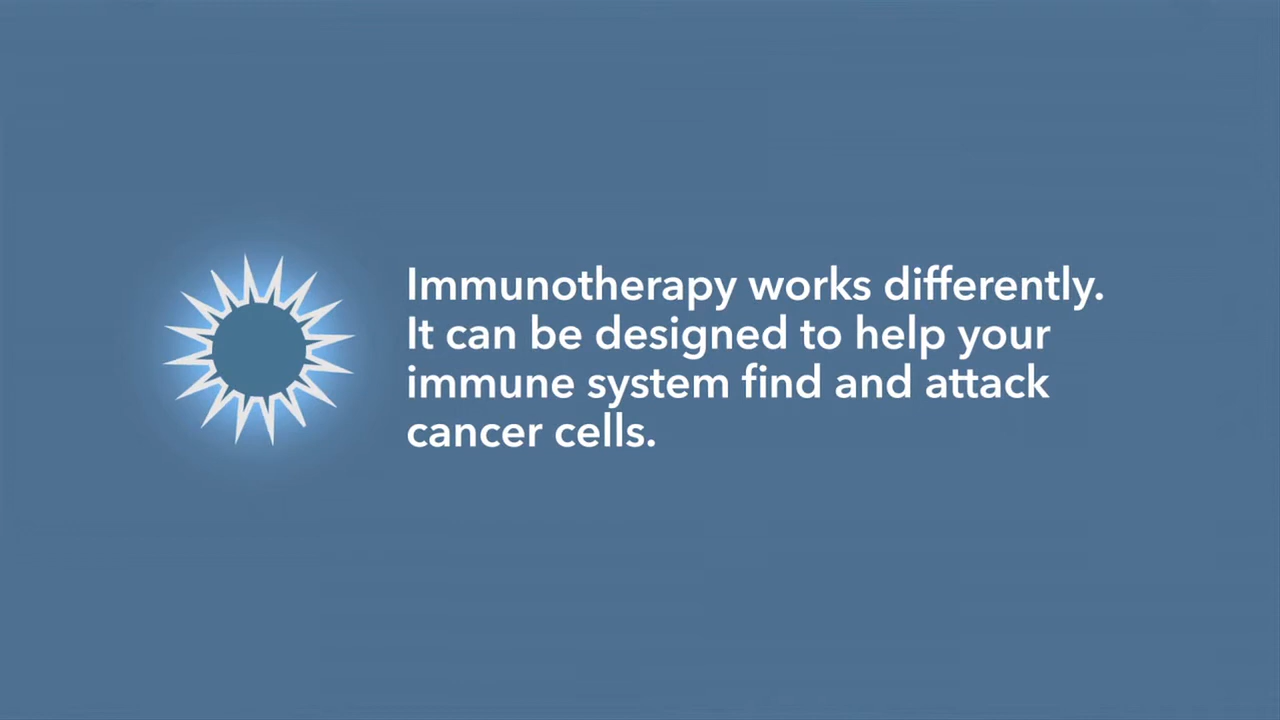 Immunotherapy works differently.
It can be designed to help your
immune system find and attack
cancer cells.